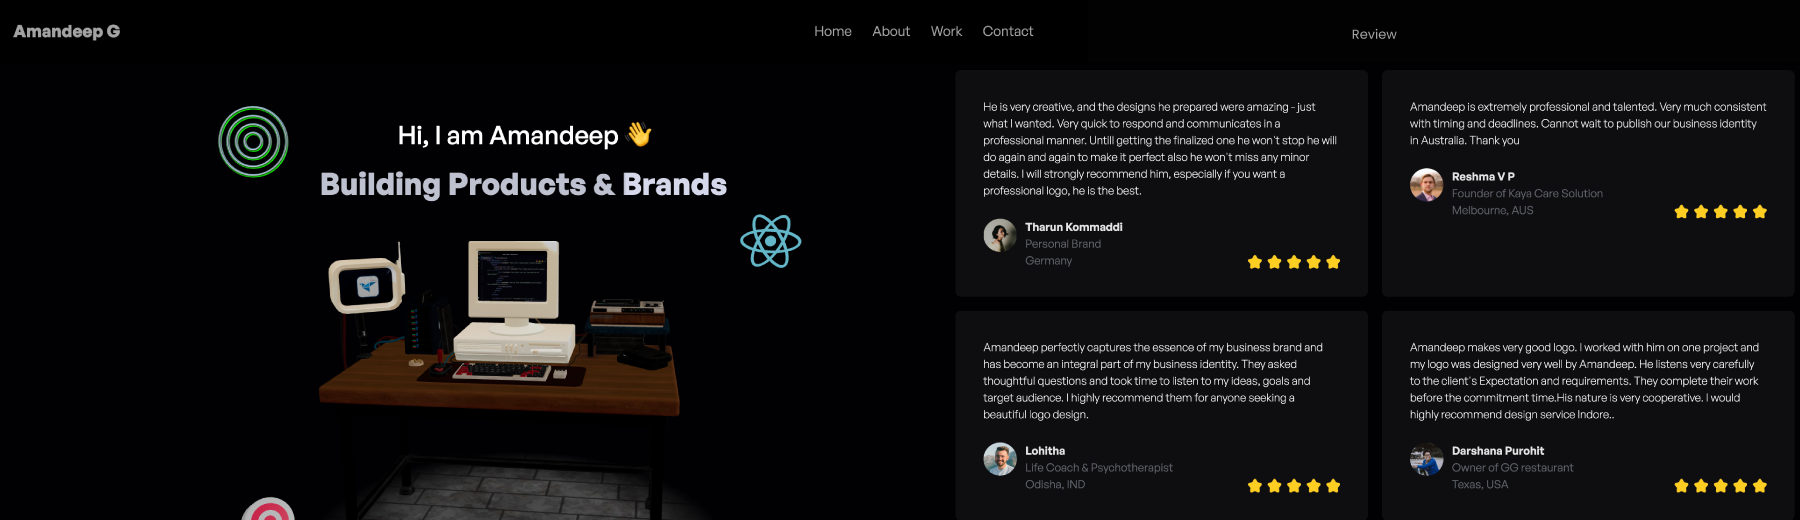 Amandeep G
Home About Work Contact
Hi, I am Amandeep 👋
Building Products & Brands
Review
He is very creative, and the designs he prepared were amazing - just
what I wanted. Very quick to respond and communicates in a
professional manner. Untill getting the finalized one he won't stop he will
do again and again to make it perfect also he won't miss any minor
details. I will strongly recommend him, especially if you want a
professional logo, he is the best.
Tharun Kommaddi
Personal Brand
Germany
Amandeep is extremely professional and talented. Very much consistent
with timing and deadlines. Cannot wait to publish our business identity
in Australia. Thank you
Reshma V P
Founder of Kaya Care Solution
Melbourne, AUS
Amandeep perfectly captures the essence of my business brand and
has become an integral part of my business identity. They asked
thoughtful questions and took time to listen to my ideas, goals and
target audience. I highly recommend them for anyone seeking a
beautiful logo design.
Lohitha
Life Coach & Psychotherapist
Odisha, IND
Amandeep makes very good logo. I worked with him on one project and
my logo was designed very well by Amandeep. He listens very carefully
to the client's Expectation and requirements. They complete their work
before the commitment time.His nature is very cooperative. I would
highly recommend design service Indore..
Darshana Purohit
Owner of GG restaurant
Texas, USA